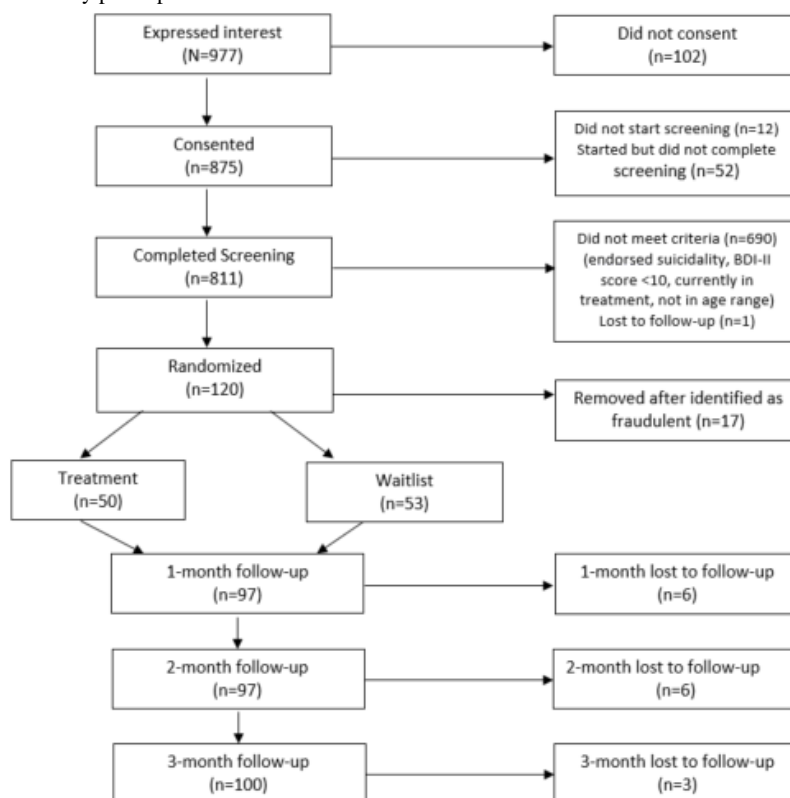 Expressed interest
(N=977)
Did not consent
(n=102)
Consented
(n=875)
Did not start screening (n=12)
Started but did not complete
screening (n=52)
Completed Screening
(n=811)
Did not meet criteria (n=690)
(endorsed suicidality, BDI-II
score <10, currently in
treatment, not in age range)
Lost to follow-up (n=1)
Randomized
(n=120)
Removed after identified as
fraudulent (n=17)
Treatment
(n=50)
Waitlist
(n=53)
1-month follow-up
(n=97)
1-month lost to follow-up
(n=6)
2-month follow-up
(n=97)
2-month lost to follow-up
(n=6)
3-month follow-up
(n=100)
3-month lost to follow-up
(n=3)